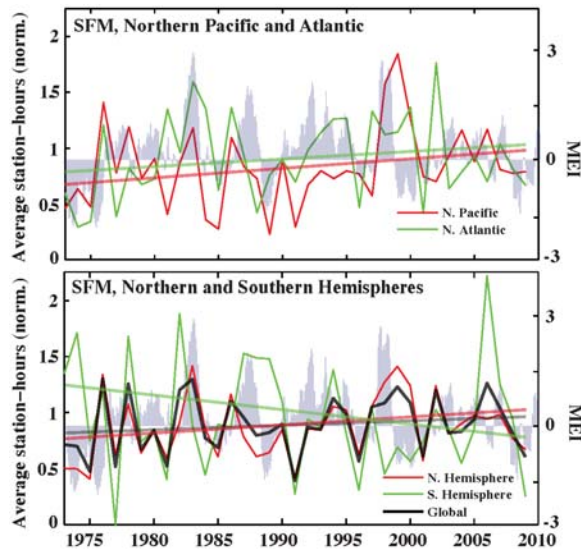 SFM, Northern Pacific and Atlantic
Average station-hours (norm.)
2
1.5
1
0.5
0
3
0
-3
MEI
N. Pacific
N. Atlantic
SFM, Northern and Southern Hemispheres
Average station-hours (norm.)
2
1.5
1
0.5
0
3
0
-3
MEI
N. Hemisphere
S. Hemisphere
Global
1975 1980 1985 1990 1995 2000 2005 2010